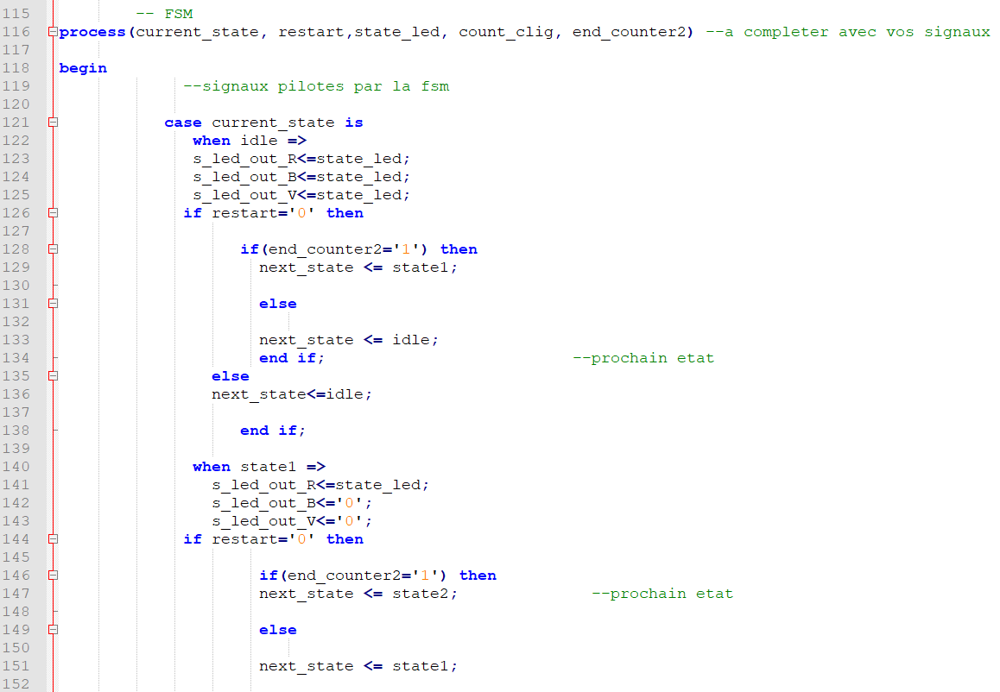 115 -- FSM
116 process(current_state, restart,state_led, count_clig, end_counter2) --a completer avec vos signaux
117
118 begin
119 --signaux pilotes par la fsm
120
121 case current_state is
122 when idle =>
123 s_led_out_R<=state_led;
124 s_led_out_B<=state_led;
125 s_led_out_V<=state_led;
126 if restart='0' then
127
128 if(end_counter2='1') then
129 next_state <= state1;
130
131 else
132
133 next_state <= idle;
134 end if; --prochain etat
135 else
136 next_state<=idle;
137
138 end if;
139
140 when state1 =>
141 s_led_out_R<=state_led;
142 s_led_out_B<='0';
143 s_led_out_V<='0';
144 if restart='0' then
145
146 if(end_counter2='1') then
147 next_state <= state2; --prochain etat
148
149 else
150
151 next_state <= state1;
152